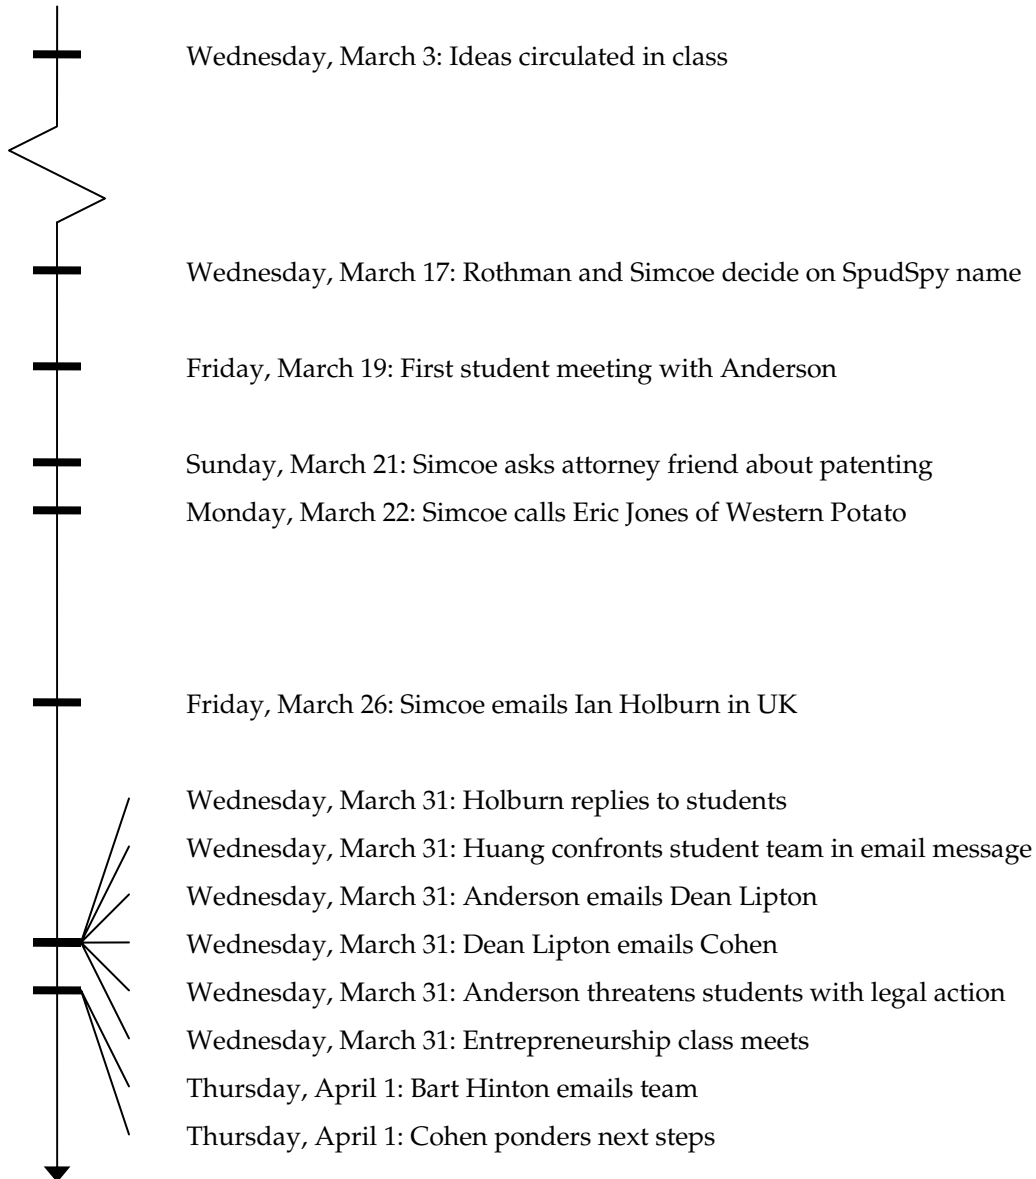 Wednesday, March 3: Ideas circulated in class
Wednesday, March 17: Rothman and Simcoe decide on SpudSpy name
Friday, March 19: First student meeting with Anderson
Sunday, March 21: Simcoe asks attorney friend about patenting
Monday, March 22: Simcoe calls Eric Jones of Western Potato
Friday, March 26: Simcoe emails Ian Holburn in UK
Wednesday, March 31: Holburn replies to students
Wednesday, March 31: Huang confronts student team in email message
Wednesday, March 31: Anderson emails Dean Lipton
Wednesday, March 31: Dean Lipton emails Cohen
Wednesday, March 31: Anderson threatens students with legal action
Wednesday, March 31: Entrepreneurship class meets
Thursday, April 1: Bart Hinton emails team
Thursday, April 1: Cohen ponders next steps